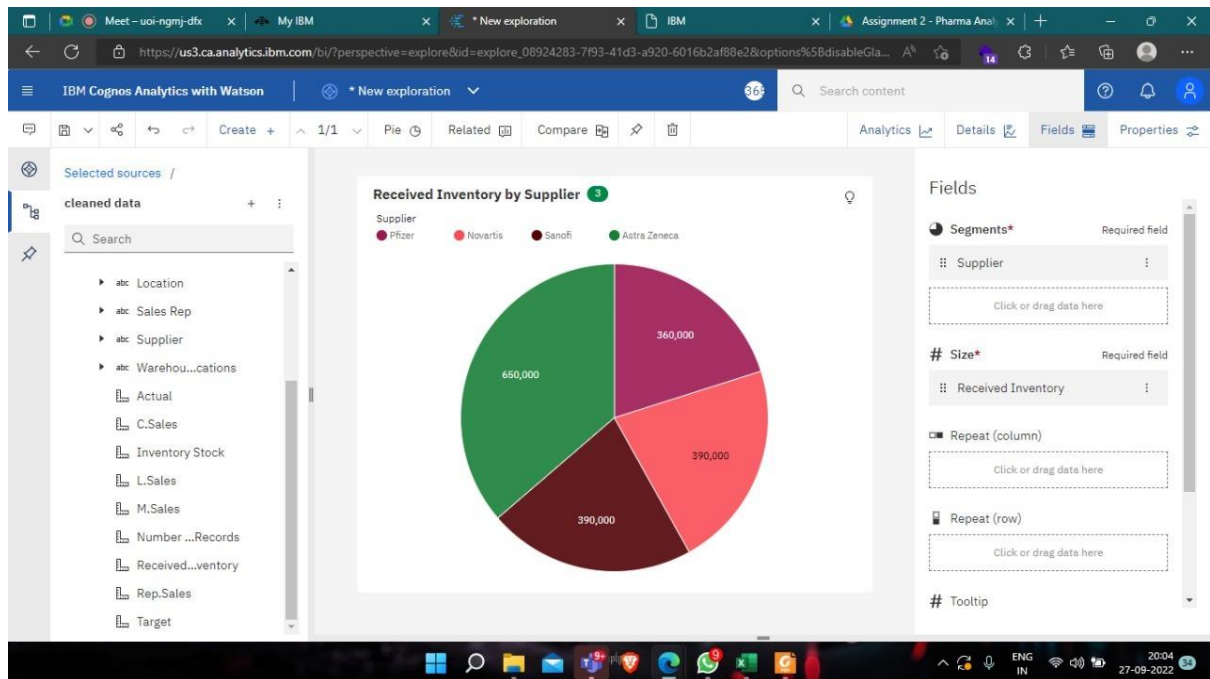 Meet – uoi-ngmj-dfx
My IBM
* New exploration
IBM
Assignment 2 - Pharma Analy
https://us3.ca.analytics.ibm.com/bi/?perspective=explore&id=explore_08924283-7f93-41d3-a920-6016b2af88e2&options%5BdisableGla...
14
IBM Cognos Analytics with Watson
* New exploration
Search content
Create +
1/1
Pie
Related
Compare
Analytics
Details
Fields
Properties
Selected sources /
cleaned data
Search
abc Location
abc Sales Rep
abc Supplier
abc Warehou...cations
Actual
C.Sales
Inventory Stock
L.Sales
M.Sales
Number ...Records
Received...ventory
Rep.Sales
Target
Received Inventory by Supplier 3
Supplier
Pfizer Novartis Sanofi Astra Zeneca
360,000
650,000
390,000
390,000
Fields
Segments* Required field
Supplier
Click or drag data here
# Size* Required field
Received Inventory
Repeat (column)
Click or drag data here
Repeat (row)
Click or drag data here
# Tooltip
9+
9
ENG
IN
20:04
27-09-2022
34